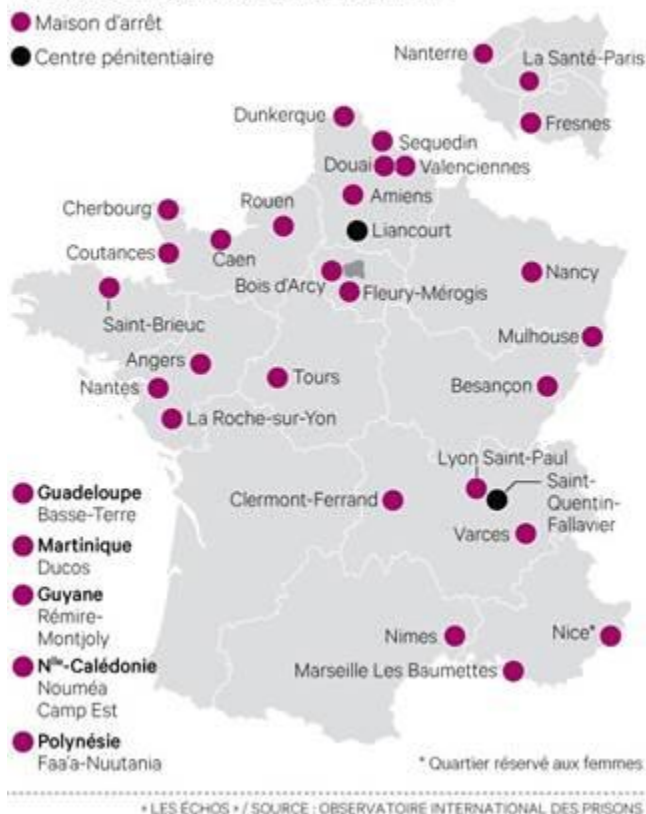 Maison d'arrêt
Centre pénitentiaire
Nanterre
La Santé-Paris
Fresnes
Dunkerque
Sequedin
Douai
Valenciennes
Amiens
Rouen
Cherbourg
Liancourt
Coutances
Caen
Nancy
Bois d'Arcy
Fleury-Mérogis
Saint-Brieuc
Mulhouse
Angers
Tours
Besançon
Nantes
La Roche-sur-Yon
Lyon Saint-Paul
Saint-
Quentin-
Fallavier
Clermont-Ferrand
Varces
Guadeloupe
Basse-Terre
Martinique
Ducos
Guyane
Rémire-
Montjoly
Nlle-Calédonie
Nouméa
Camp Est
Polynésie
Faa'a-Nuutania
Nimes
Nice*
Marseille Les Baumettes
* Quartier réservé aux femmes
« LES ÉCHOS » / SOURCE : OBSERVATOIRE INTERNATIONAL DES PRISONS